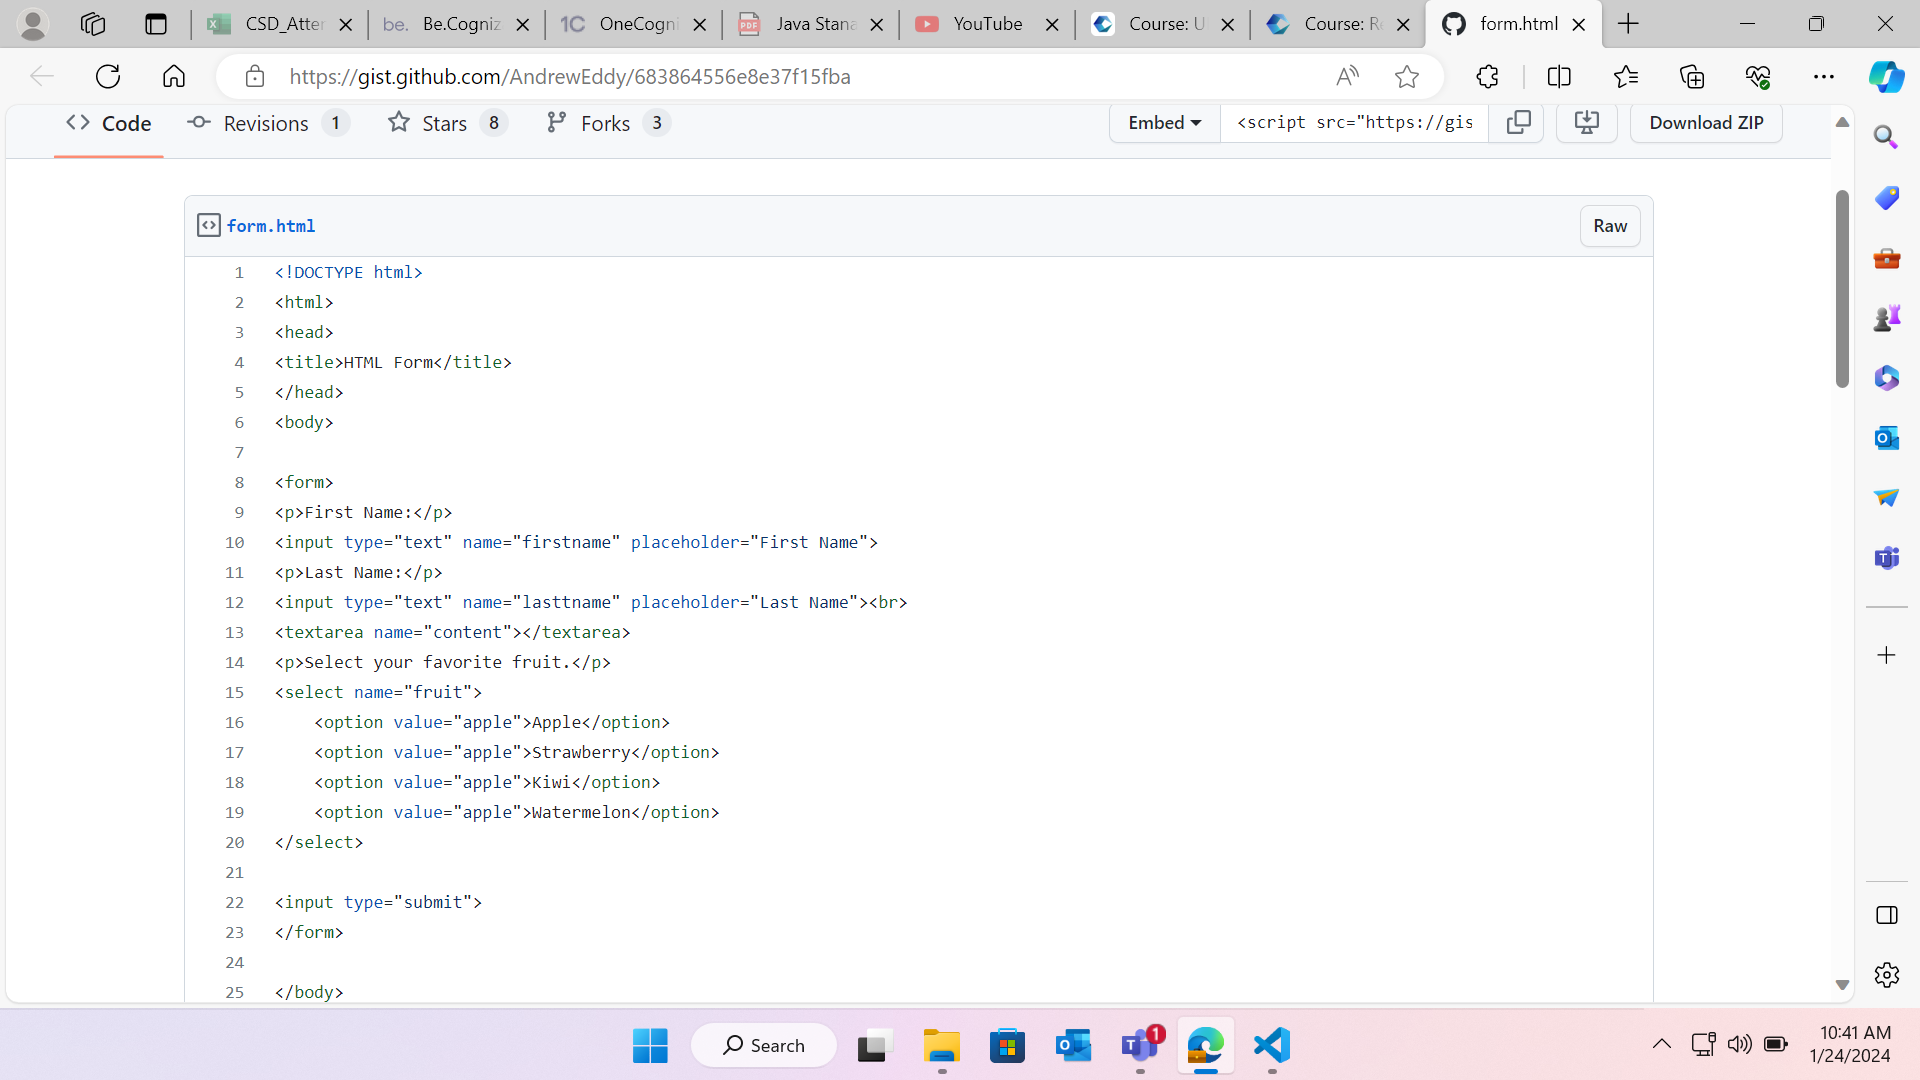 CSD_Atter
be. Be.Cogniz
1C OneCogni
PDF Java Stana
YouTube
Course: U
Course: Re
form.html
https://gist.github.com/AndrewEddy/683864556e8e37f15fba
Code
Revisions 1
Stars 8
Forks 3
Embed
<script src="https://gis
Download ZIP
form.html
Raw
1 <!DOCTYPE html>
2 <html>
3 <head>
4 <title>HTML Form</title>
5 </head>
6 <body>
7
8 <form>
9 <p>First Name:</p>
10 <input type="text" name="firstname" placeholder="First Name">
11 <p>Last Name:</p>
12 <input type="text" name="lasttname" placeholder="Last Name"><br>
13 <textarea name="content"></textarea>
14 <p>Select your favorite fruit.</p>
15 <select name="fruit">
16 <option value="apple">Apple</option>
17 <option value="apple">Strawberry</option>
18 <option value="apple">Kiwi</option>
19 <option value="apple">Watermelon</option>
20 </select>
21
22 <input type="submit">
23 </form>
24
25 </body>
Search
1
10:41 AM
1/24/2024